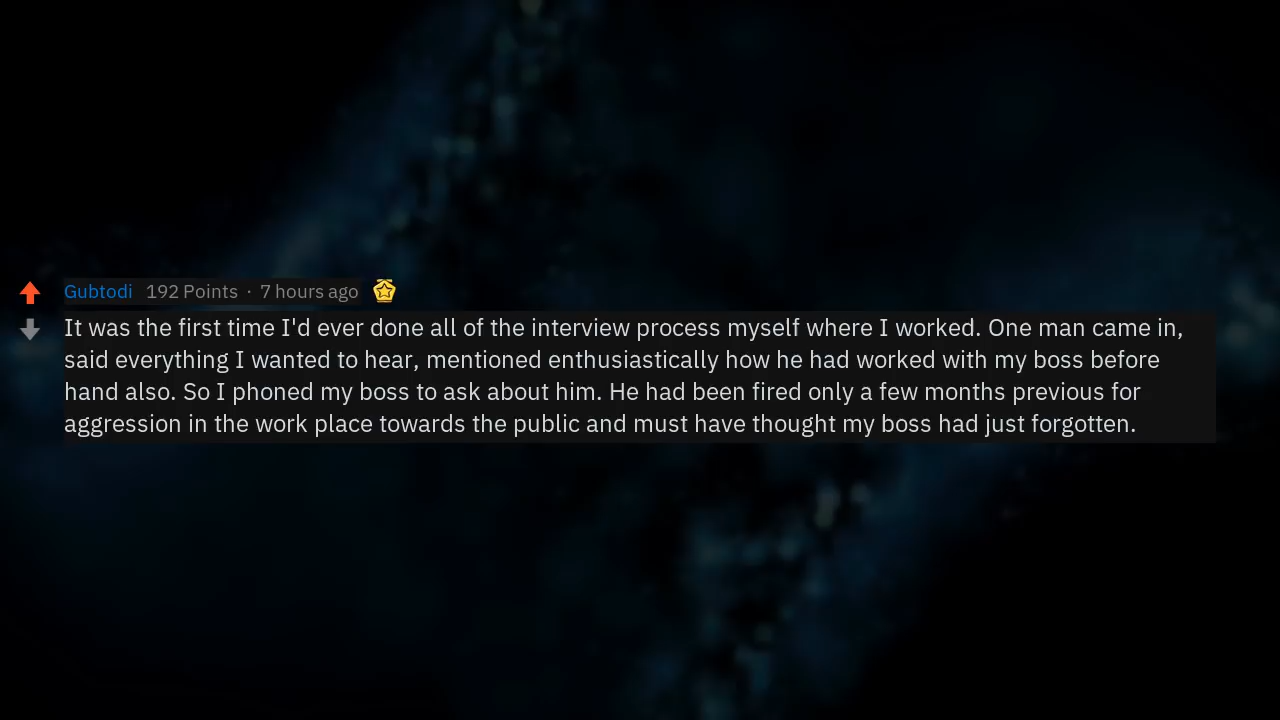 Gubtodi 192 Points · 7 hours ago
It was the first time I'd ever done all of the interview process myself where I worked. One man came in,
said everything I wanted to hear, mentioned enthusiastically how he had worked with my boss before
hand also. So I phoned my boss to ask about him. He had been fired only a few months previous for
aggression in the work place towards the public and must have thought my boss had just forgotten.